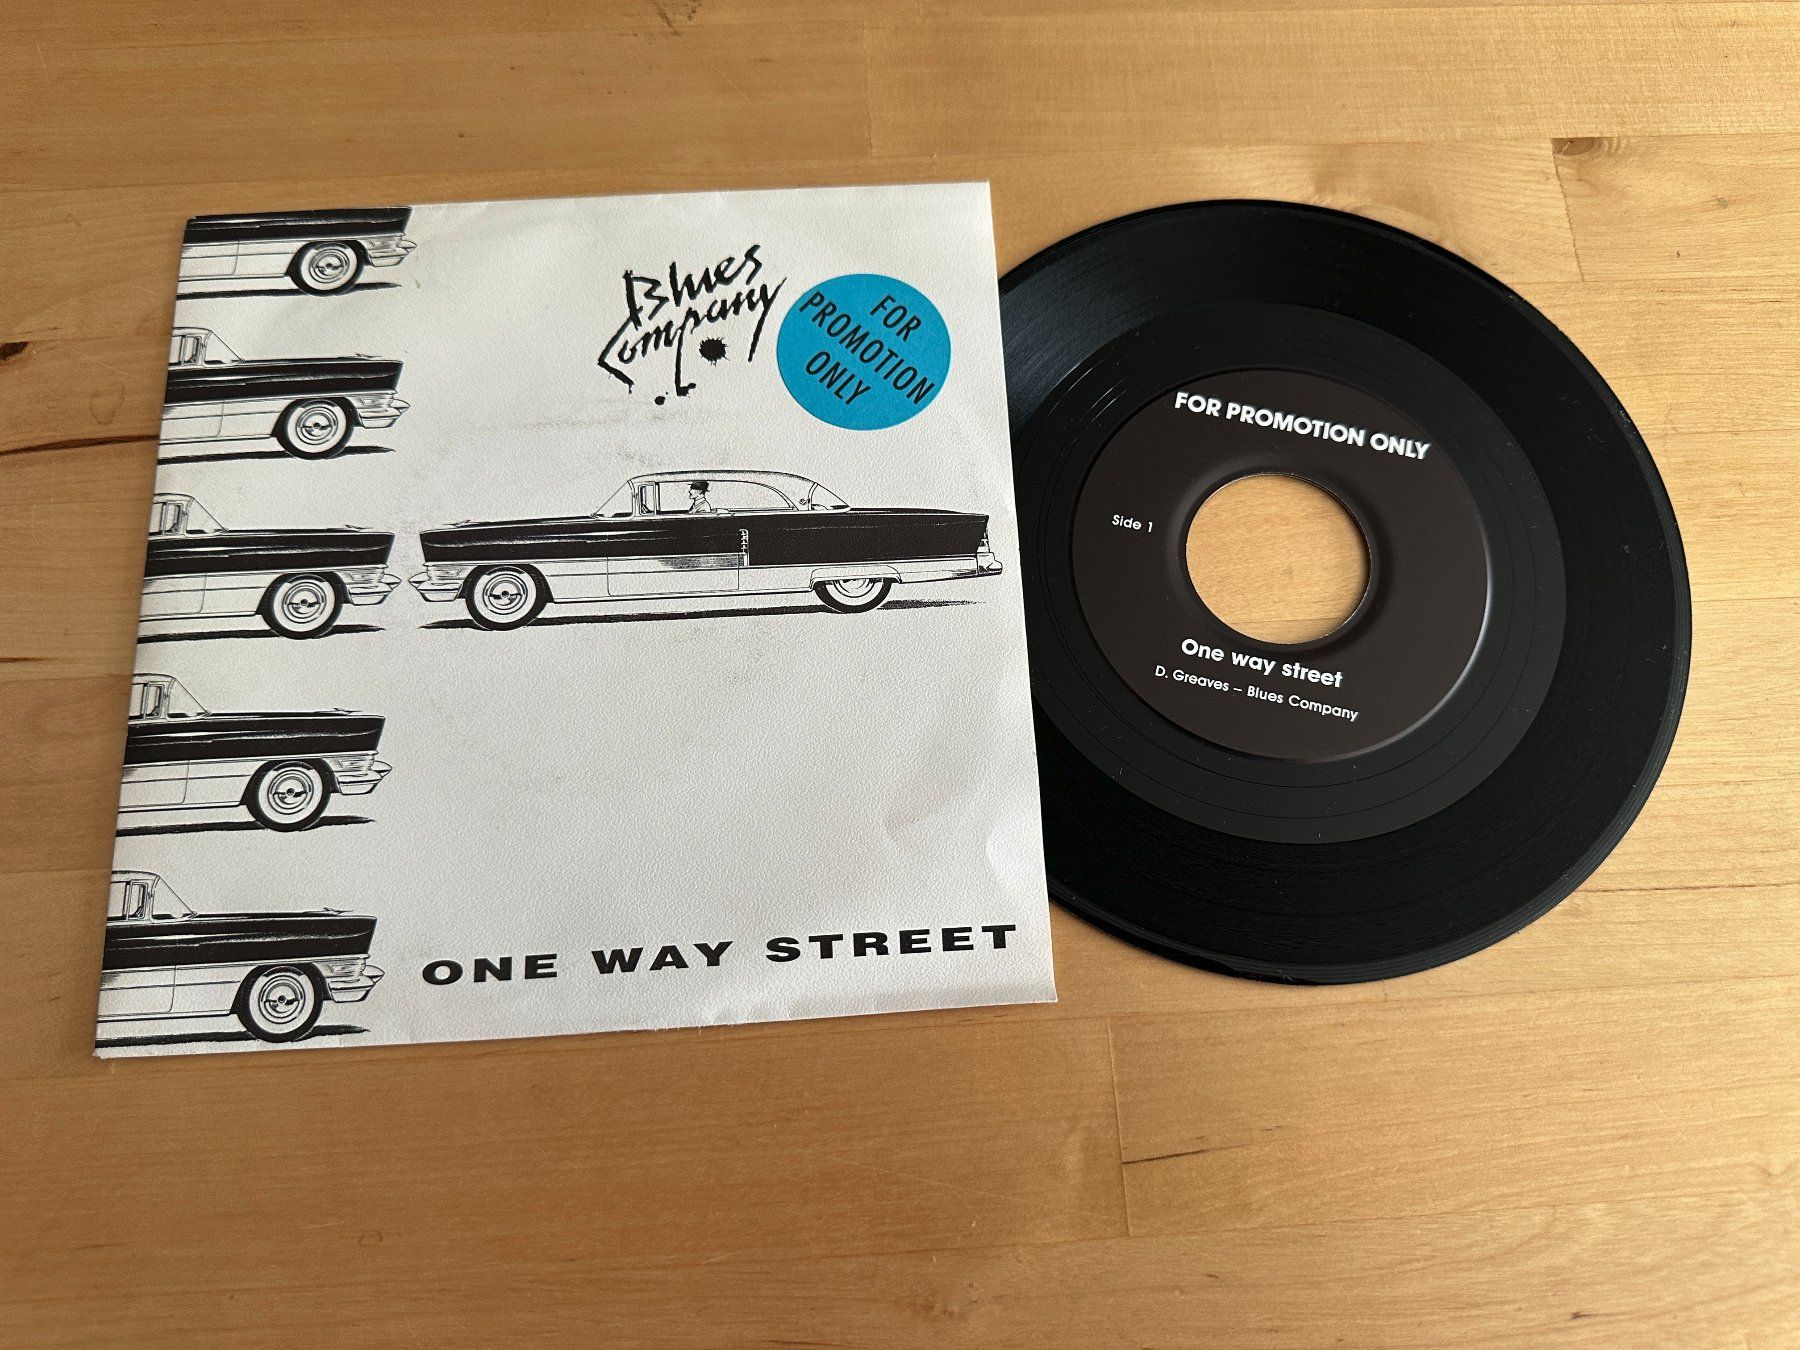 Blues
Company
FOR
PROMOTION
ONLY
ONE WAY STREET
FOR PROMOTION ONLY
Side 1
One way street
D. Greaves – Blues Company